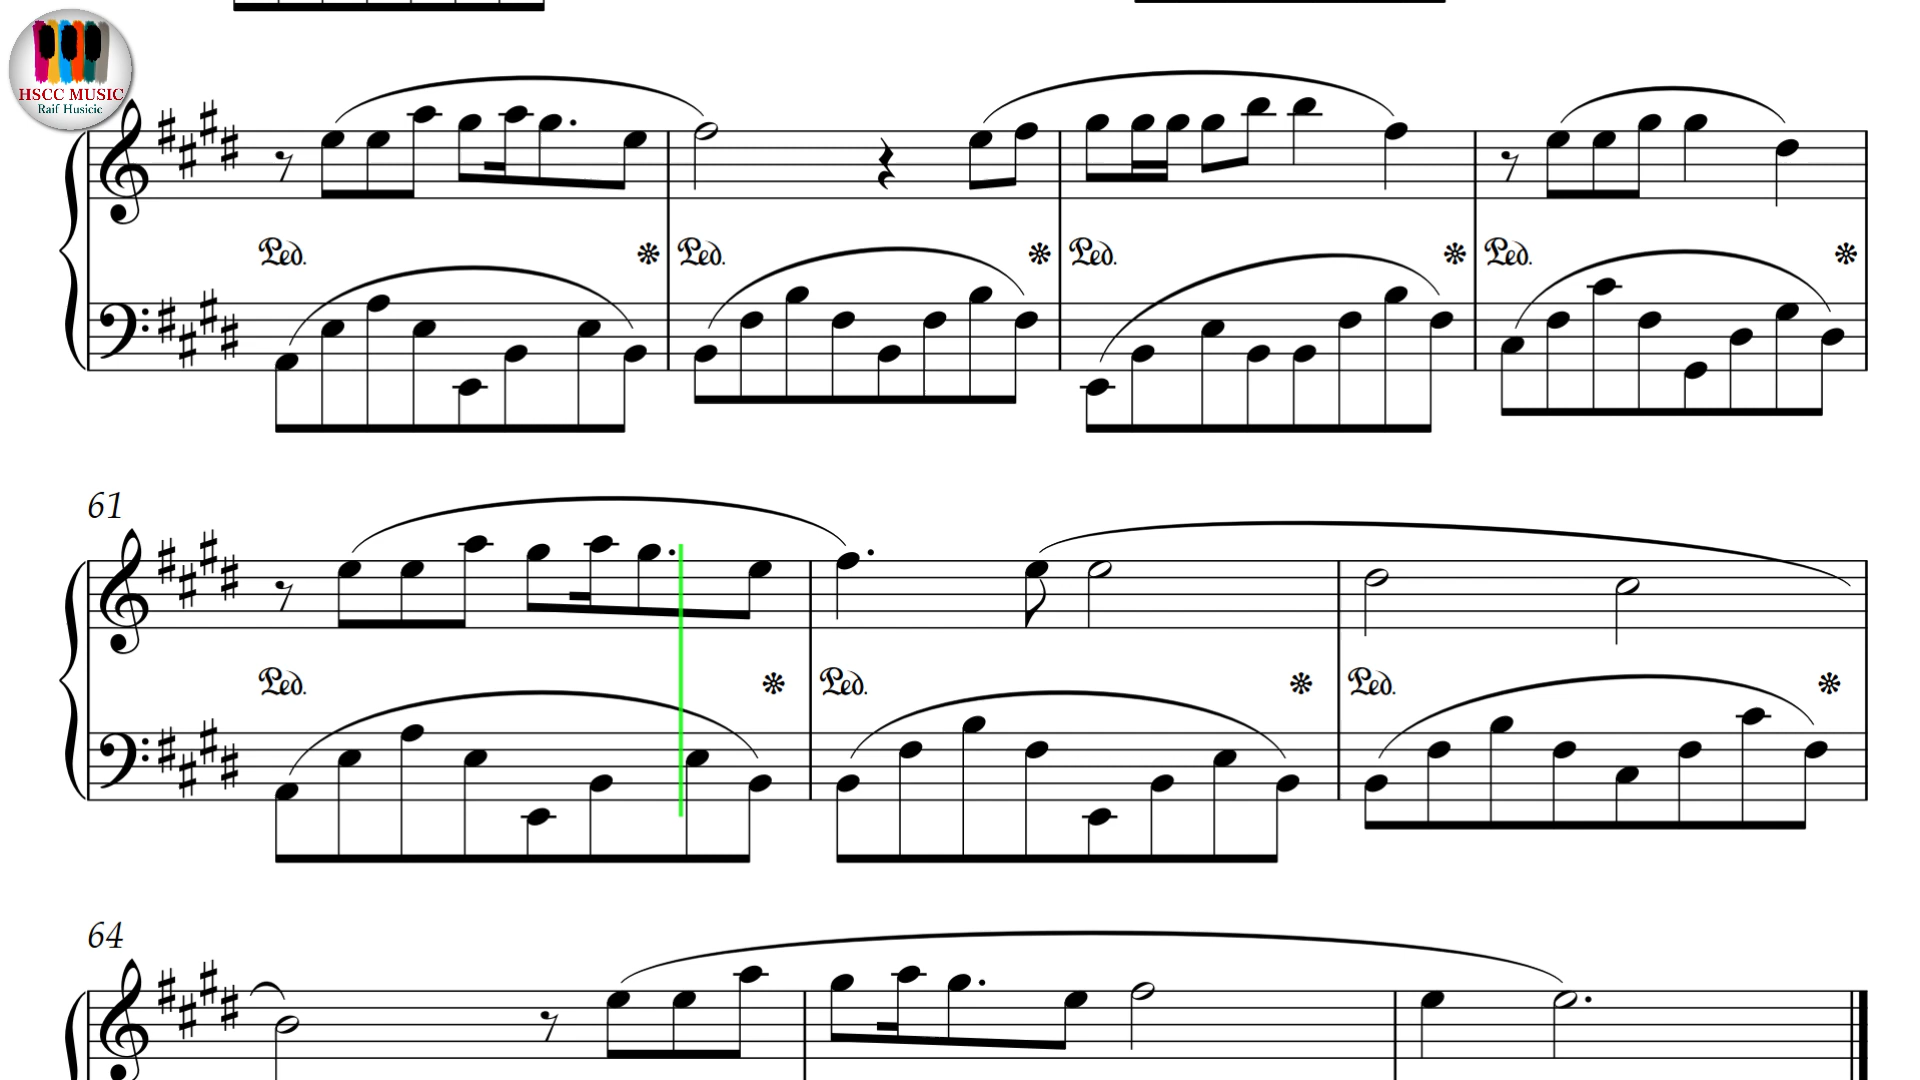 HSCC MUSIC
Raif Husicic
Ped. Ped. Ped. Ped.
61
Ped. Ped. Ped.
64